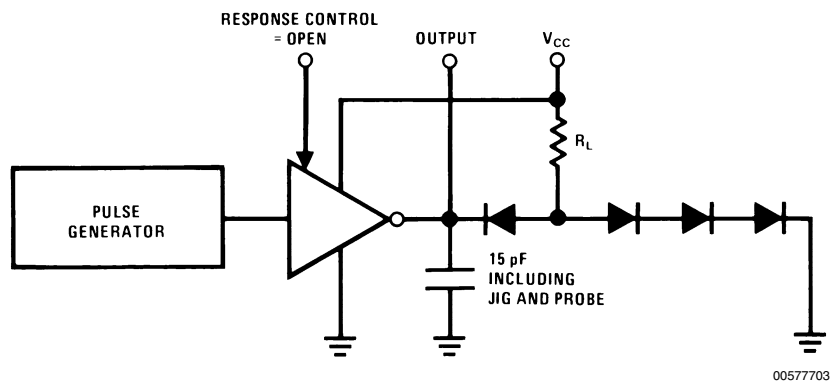 RESPONSE CONTROL
= OPEN
OUTPUT
VCC
RL
PULSE
GENERATOR
15 pF
INCLUDING
JIG AND PROBE
00577703